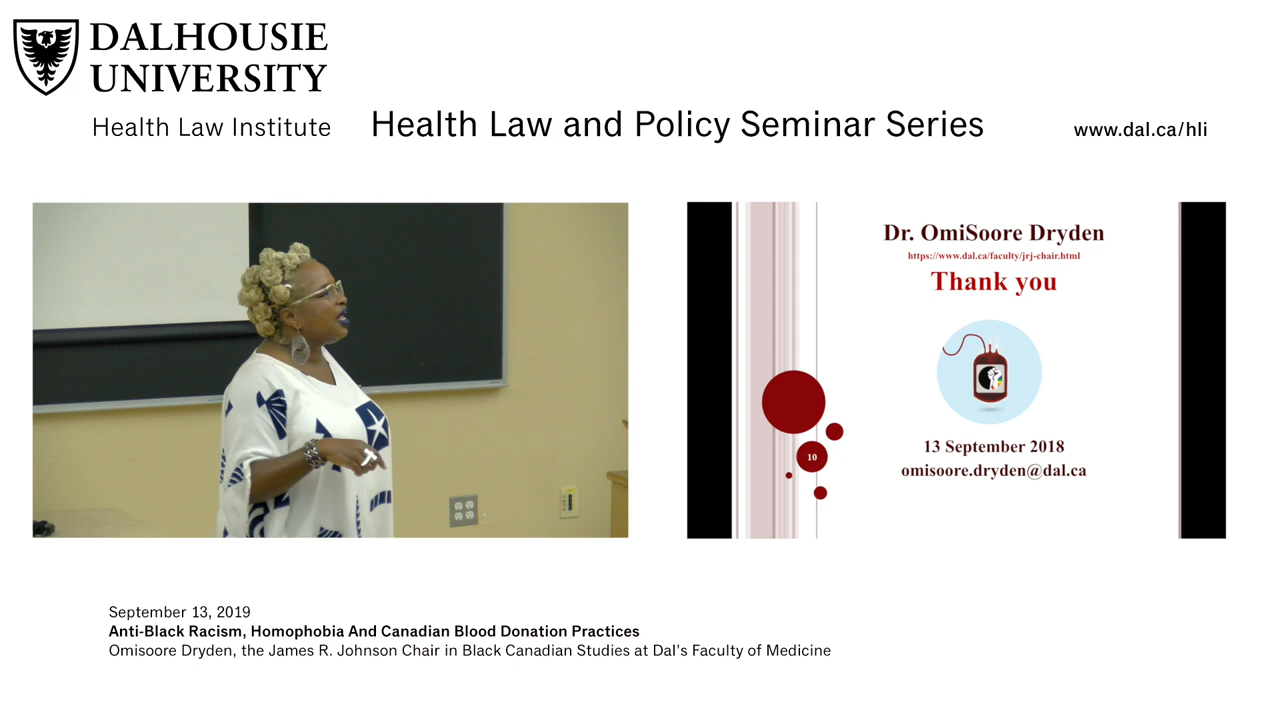 DALHOUSIE
UNIVERSITY
Health Law Institute
Health Law and Policy Seminar Series
www.dal.ca/hli
Dr. OmiSoore Dryden
https://www.dal.ca/faculty/jrj-chair.html
Thank you
10
13 September 2018
omisoore.dryden@dal.ca
September 13, 2019
Anti-Black Racism, Homophobia And Canadian Blood Donation Practices
Omisoore Dryden, the James R. Johnson Chair in Black Canadian Studies at Dal's Faculty of Medicine